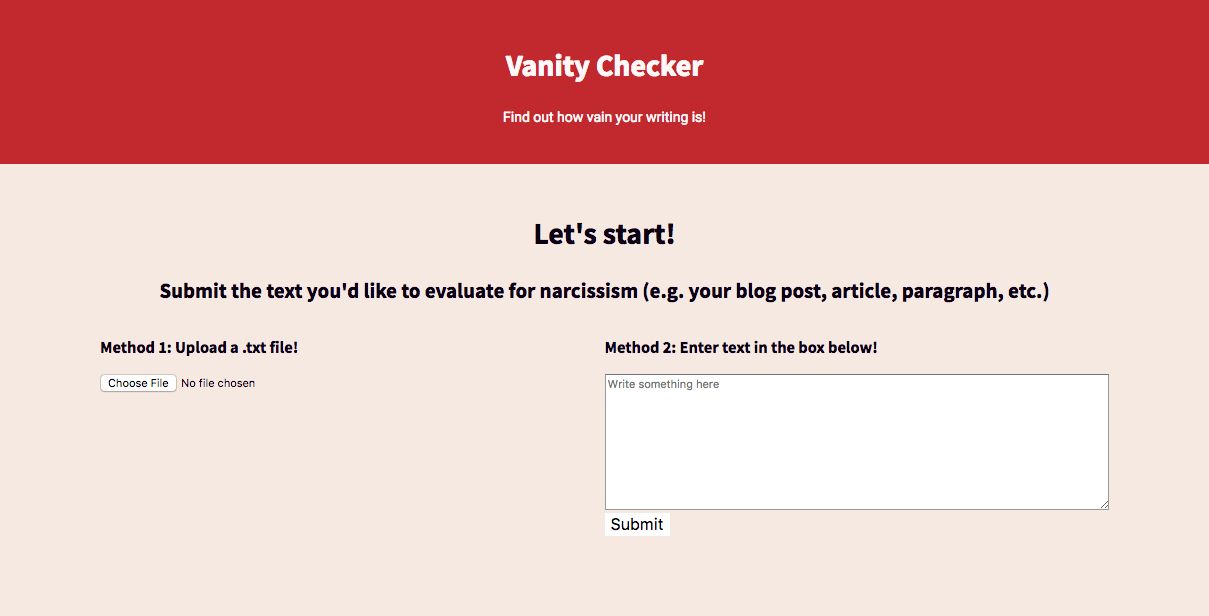 Vanity Checker
Find out how vain your writing is!
Let's start!
Submit the text you'd like to evaluate for narcissism (e.g. your blog post, article, paragraph, etc.)
Method 1: Upload a .txt file!
Choose File No file chosen
Method 2: Enter text in the box below!
Write something here
Submit